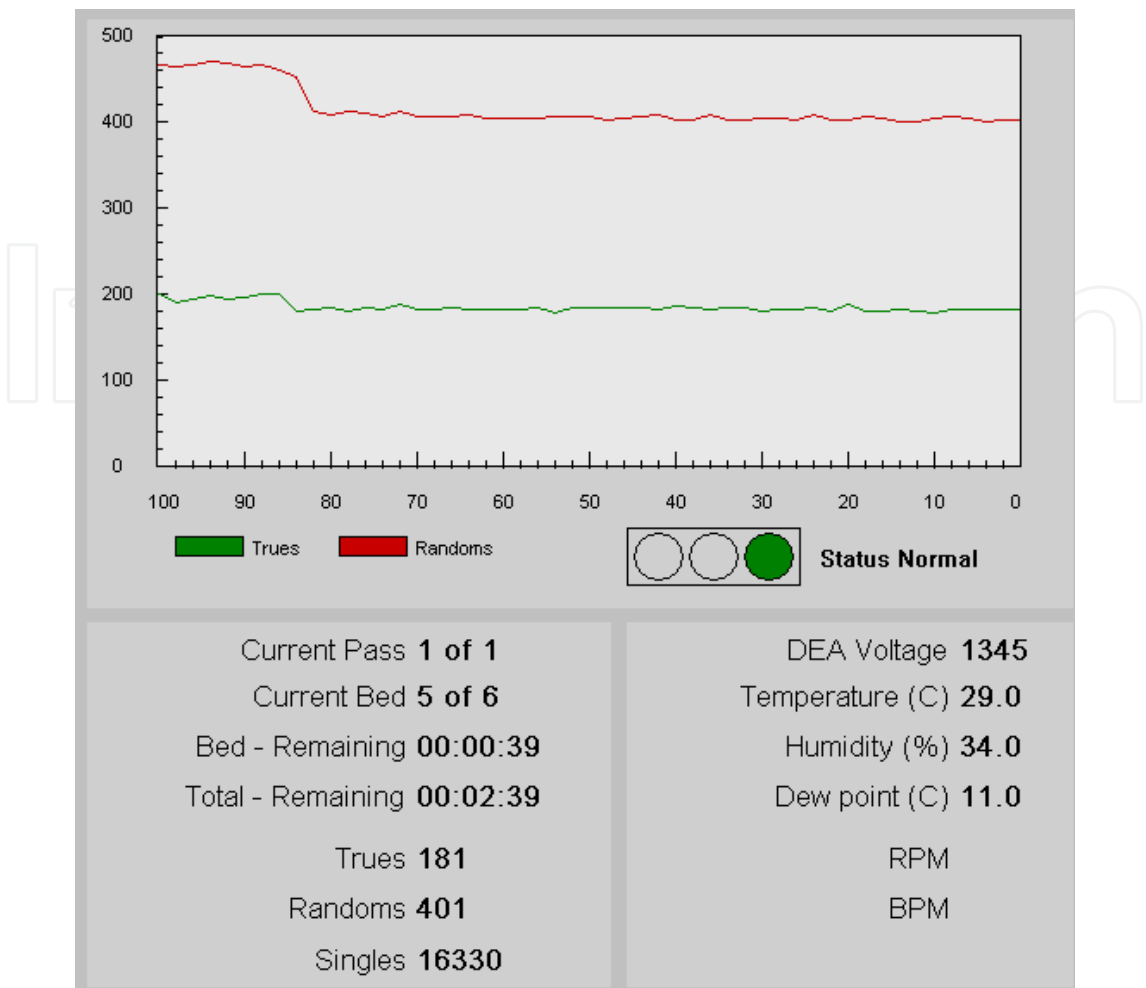 500
400
300
200
100
0
100 90 80 70 60 50 40 30 20 10 0
Trues Randoms Status Normal
Current Pass 1 of 1
Current Bed 5 of 6
Bed - Remaining 00:00:39
Total - Remaining 00:02:39
Trues 181
Randoms 401
Singles 16330
DEA Voltage 1345
Temperature (C) 29.0
Humidity (%) 34.0
Dew point (C) 11.0
RPM
BPM